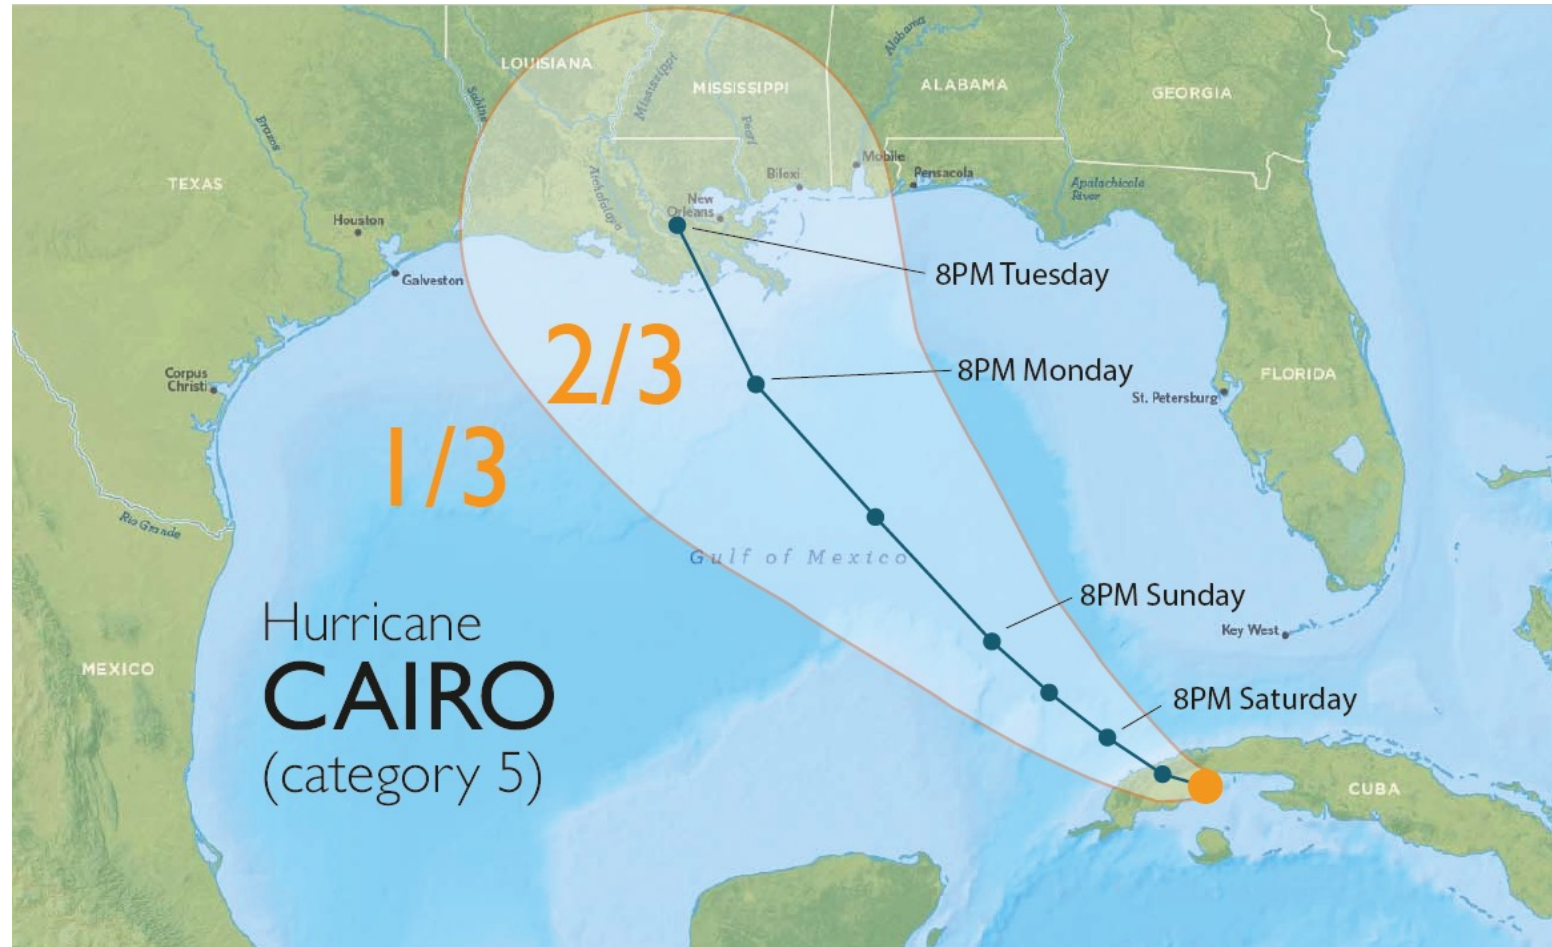 LOUISIANA
Mississippi
MISSISSIPPI
Alabama
ALABAMA
GEORGIA
Sabine
Brazos
Pearl
TEXAS
Atchafalaya
Biloxi
Mobile
Pensacola
Apalachicola
River
Houston
New
Orleans
Galveston
8PM Tuesday
2/3
8PM Monday
Corpus
Christi
FLORIDA
St. Petersburg
1/3
Rio Grande
Gulf of Mexico
8PM Sunday
Key West
Hurricane
CAIRO
(category 5)
MEXICO
8PM Saturday
CUBA